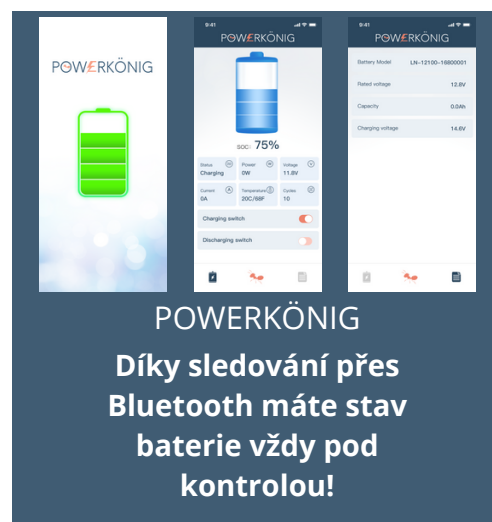 POWERKÖNIG
9:41
POWERKÖNIG
SOC: 75%
Status
Charging
Power
0W
Voltage
11.8V
Current
0A
Temperature
20C/68F
Cycles
10
Charging switch
Discharging switch
9:41
POWERKÖNIG
Battery Model LN-12100-16800001
Rated voltage 12.8V
Capacity 0.0Ah
Charging voltage 14.6V
POWERKÖNIG
Díky sledování přes
Bluetooth máte stav
baterie vždy pod
kontrolou!